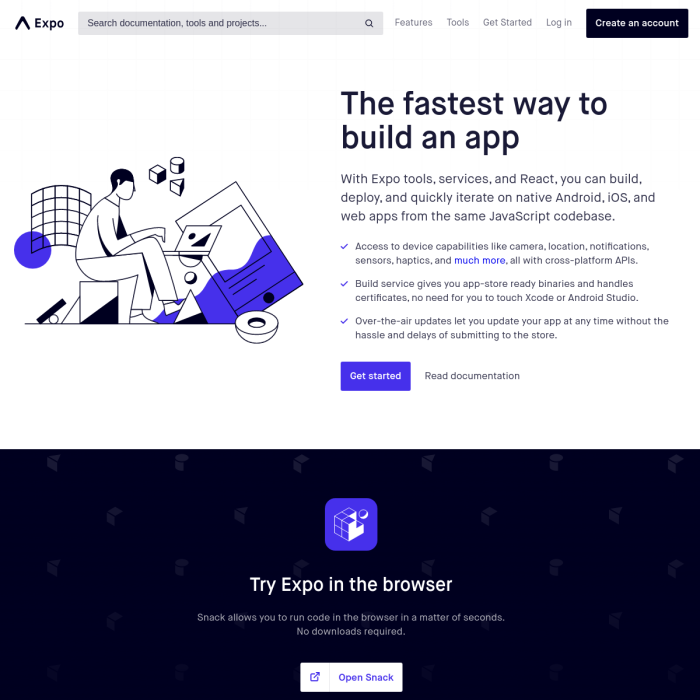 Expo
Search documentation, tools and projects...
Features
Tools
Get Started
Log in
Create an account
The fastest way to
build an app
With Expo tools, services, and React, you can build,
deploy, and quickly iterate on native Android, iOS, and
web apps from the same JavaScript codebase.
Access to device capabilities like camera, location, notifications,
sensors, haptics, and much more, all with cross-platform APIs.
Build service gives you app-store ready binaries and handles
certificates, no need for you to touch Xcode or Android Studio.
Over-the-air updates let you update your app at any time without the
hassle and delays of submitting to the store.
Get started
Read documentation
Try Expo in the browser
Snack allows you to run code in the browser in a matter of seconds.
No downloads required.
Open Snack